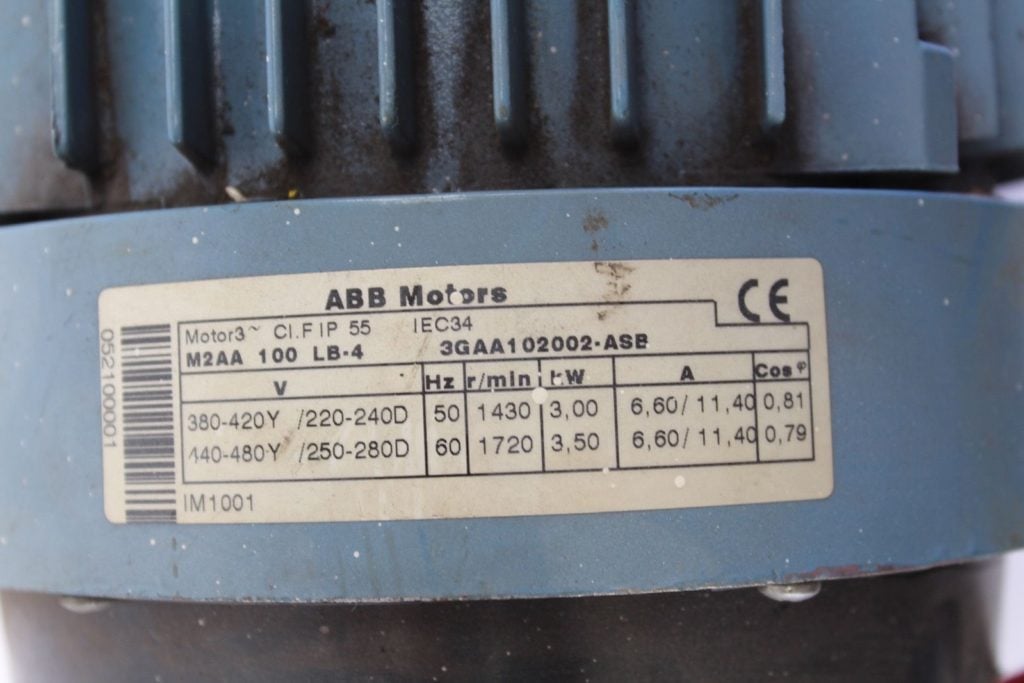 ABB Motors
CE
Motor3~ Cl.F IP 55 IEC34
M2AA 100 LB-4 3GAA102002-ASB
V Hz r/min kW A Cos φ
380-420Y /220-240D 50 1430 3,00 6,60/ 11,40 0,81
440-480Y /250-280D 60 1720 3,50 6,60/ 11,40 0,79
IM1001
052100001